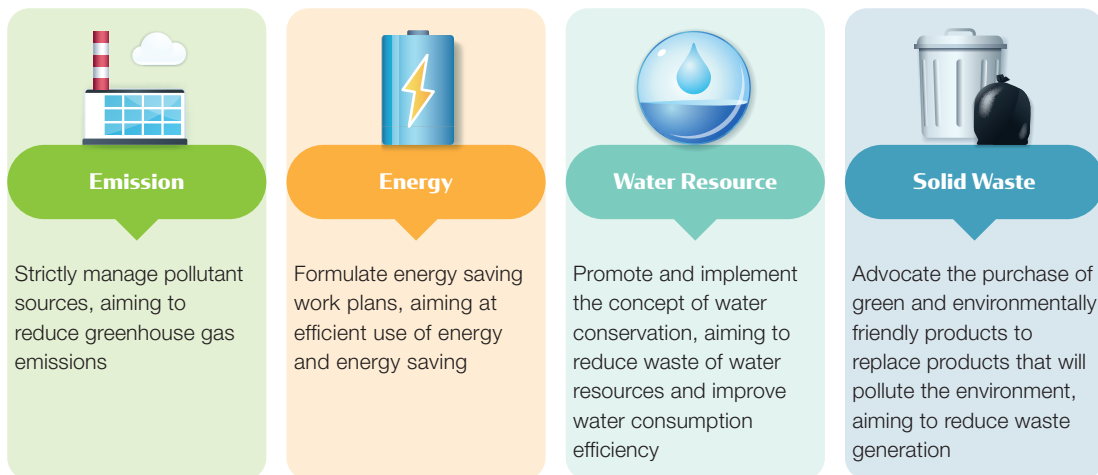 Emission
Strictly manage pollutant
sources, aiming to
reduce greenhouse gas
emissions
Energy
Formulate energy saving
work plans, aiming at
efficient use of energy
and energy saving
Water Resource
Promote and implement
the concept of water
conservation, aiming to
reduce waste of water
resources and improve
water consumption
efficiency
Solid Waste
Advocate the purchase of
green and environmentally
friendly products to
replace products that will
pollute the environment,
aiming to reduce waste
generation